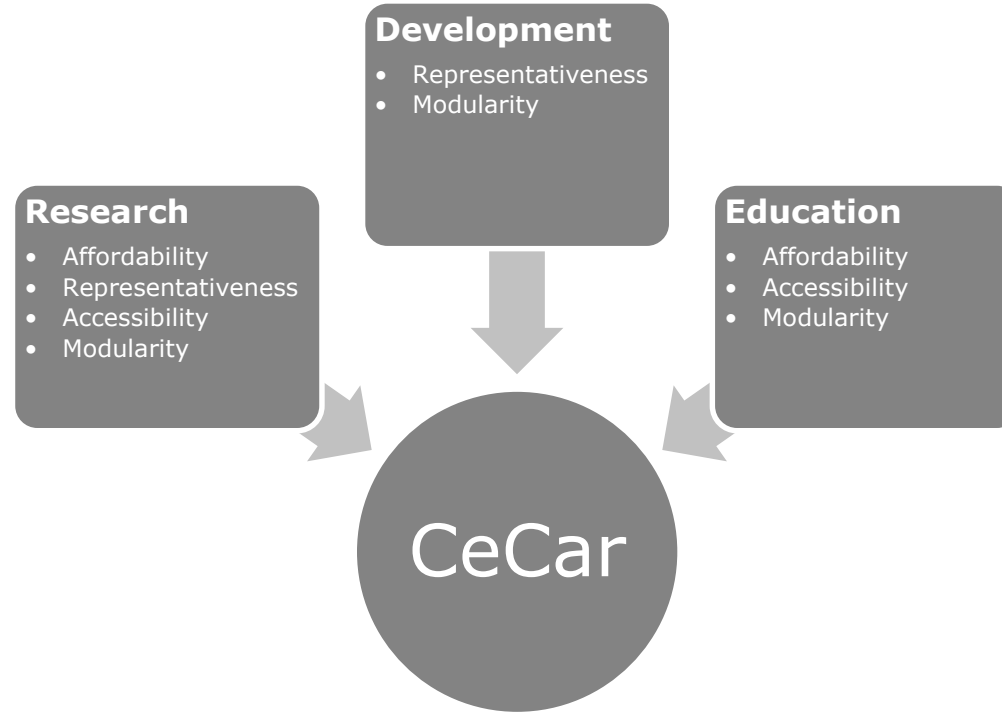 Development
• Representativeness
• Modularity
Research
• Affordability
• Representativeness
• Accessibility
• Modularity
Education
• Affordability
• Accessibility
• Modularity
CeCar